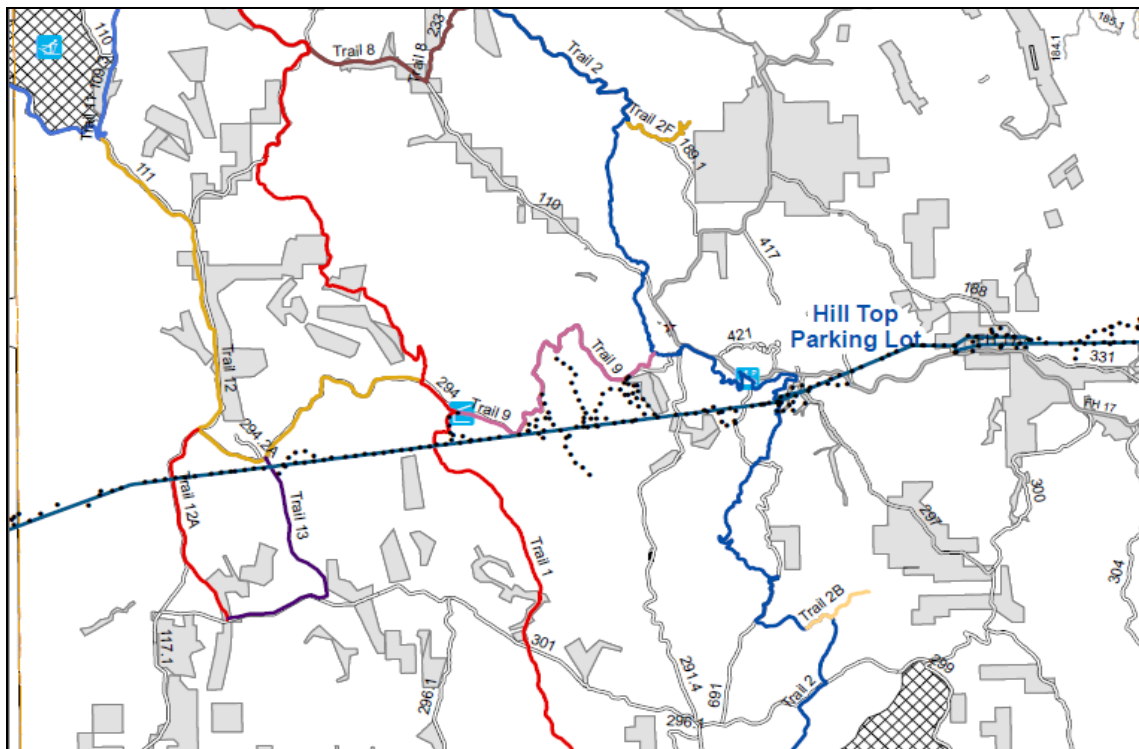 110
109.3
Trail 11
111
Trail 8
Trail 8
233
Trail 2
Trail 2F
189.1
185.1
184.1
110
417
188
Hill Top
Parking Lot
421
331
FH 17
Trail 12
294
Trail 9
Trail 9
294.2A
Trail 12A
Trail 13
Trail 1
300
297
304
Trail 2B
117.1
296.1
301
291.4
691
296.1
Trail 2
299